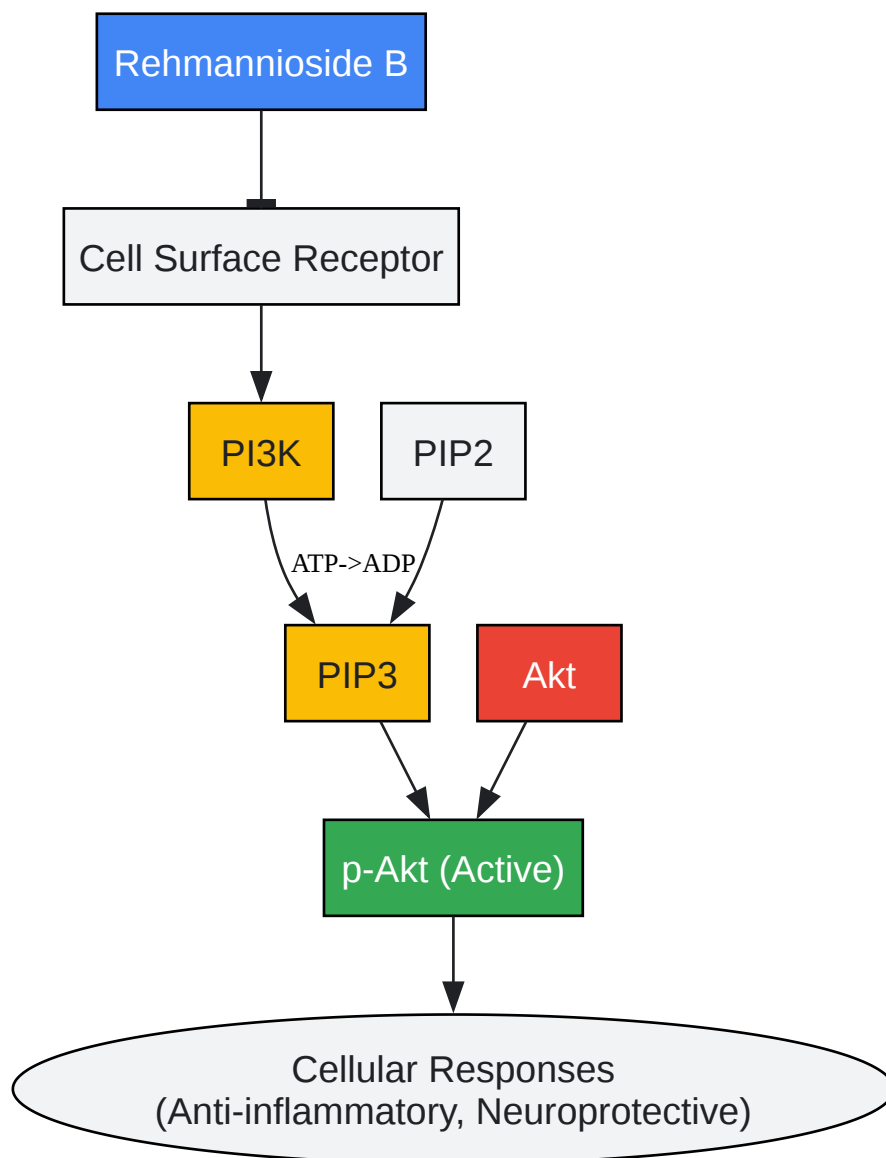 Rehmannioside B
Cell Surface Receptor
PI3K
PIP2
ATP->ADP
PIP3
Akt
p-Akt (Active)
Cellular Responses
(Anti-inflammatory, Neuroprotective)